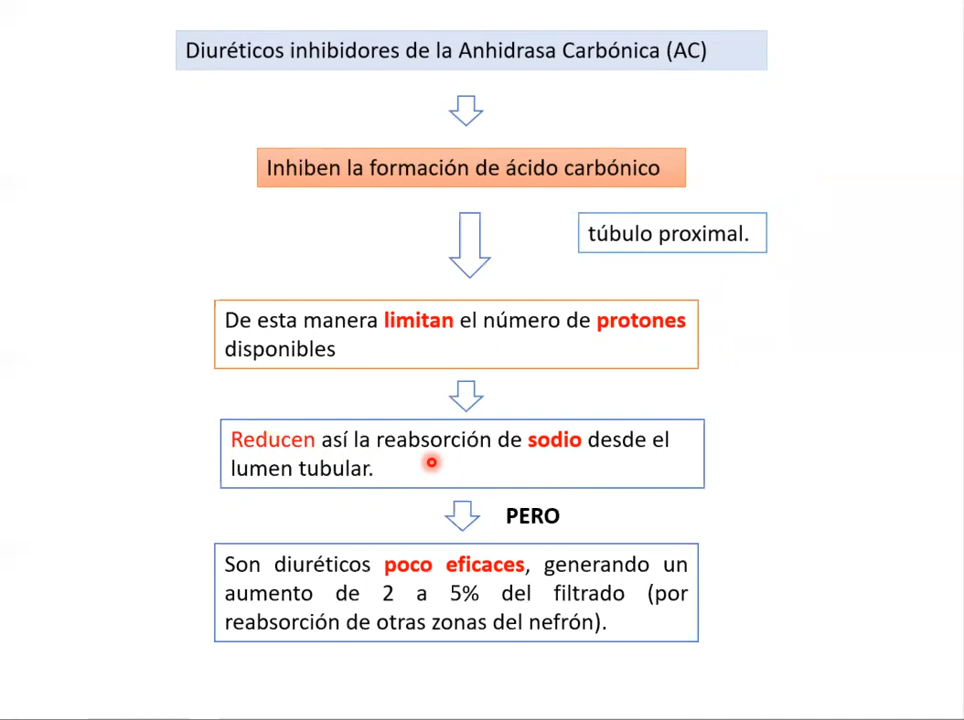 Diuréticos inhibidores de la Anhidrasa Carbónica (AC)
Inhiben la formación de ácido carbónico
túbulo proximal.
De esta manera limitan el número de protones
disponibles
Reducen así la reabsorción de sodio desde el
lumen tubular.
PERO
Son diuréticos poco eficaces, generando un
aumento de 2 a 5% del filtrado (por
reabsorción de otras zonas del nefrón).